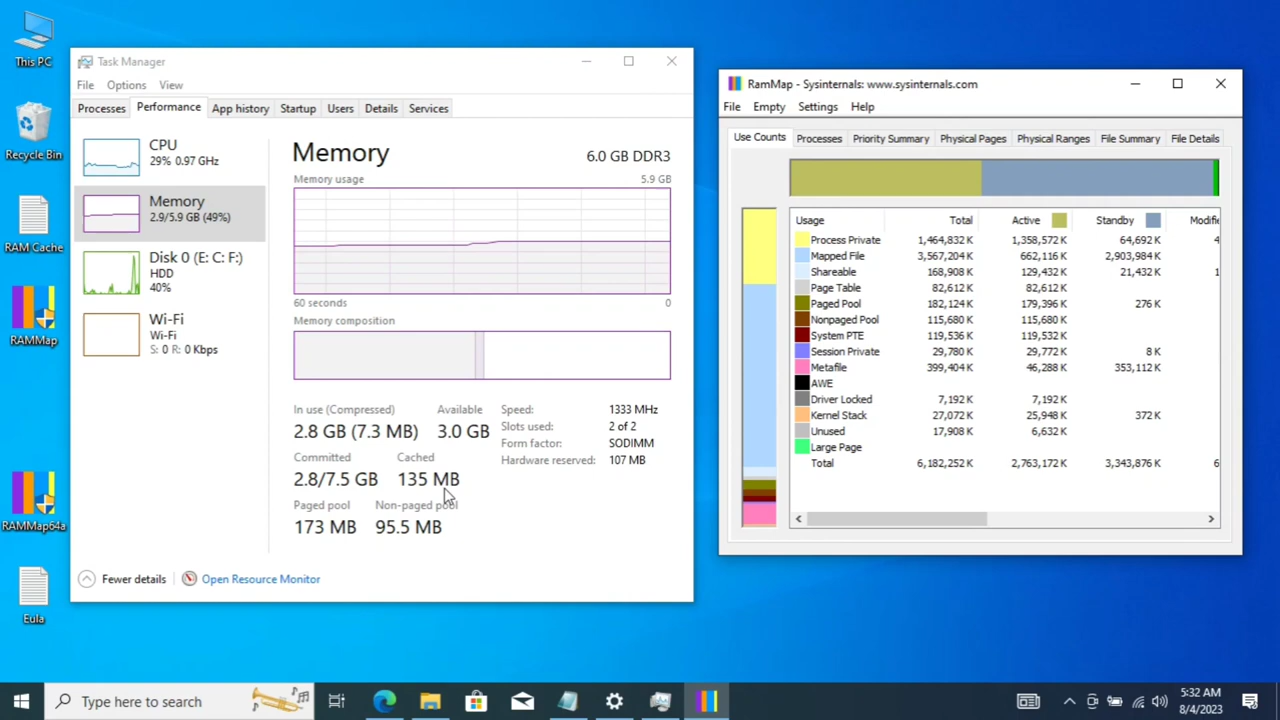 This PC
Recycle Bin
RAM Cache
RAMMap
RAMMap64a
Eula
Task Manager
File Options View
Processes Performance App history Startup Users Details Services
CPU
29% 0.97 GHz
Memory
2.9/5.9 GB (49%)
Disk 0 (E: C: F:)
HDD
40%
Wi-Fi
Wi-Fi
S: 0 R: 0 Kbps
Memory 6.0 GB DDR3
Memory usage 5.9 GB
60 seconds 0
Memory composition
In use (Compressed) Available
2.8 GB (7.3 MB) 3.0 GB
Committed Cached
2.8/7.5 GB 135 MB
Paged pool Non-paged pool
173 MB 95.5 MB
Speed: 1333 MHz
Slots used: 2 of 2
Form factor: SODIMM
Hardware reserved: 107 MB
Fewer details Open Resource Monitor
RamMap - Sysinternals: www.sysinternals.com
File Empty Settings Help
Use Counts Processes Priority Summary Physical Pages Physical Ranges File Summary File Details
Usage Total Active Standby Modifie
Process Private 1,464,832 K 1,358,572 K 64,692 K 4
Mapped File 3,567,204 K 662,116 K 2,903,984 K
Shareable 168,908 K 129,432 K 21,432 K 1
Page Table 82,612 K 82,612 K
Paged Pool 182,124 K 179,396 K 276 K
Nonpaged Pool 115,680 K 115,680 K
System PTE 119,536 K 119,532 K
Session Private 29,780 K 29,772 K 8 K
Metafile 399,404 K 46,288 K 353,112 K
AWE
Driver Locked 7,192 K 7,192 K
Kernel Stack 27,072 K 25,948 K 372 K
Unused 17,908 K 6,632 K
Large Page
Total 6,182,252 K 2,763,172 K 3,343,876 K 6
Type here to search
5:32 AM
8/4/2023